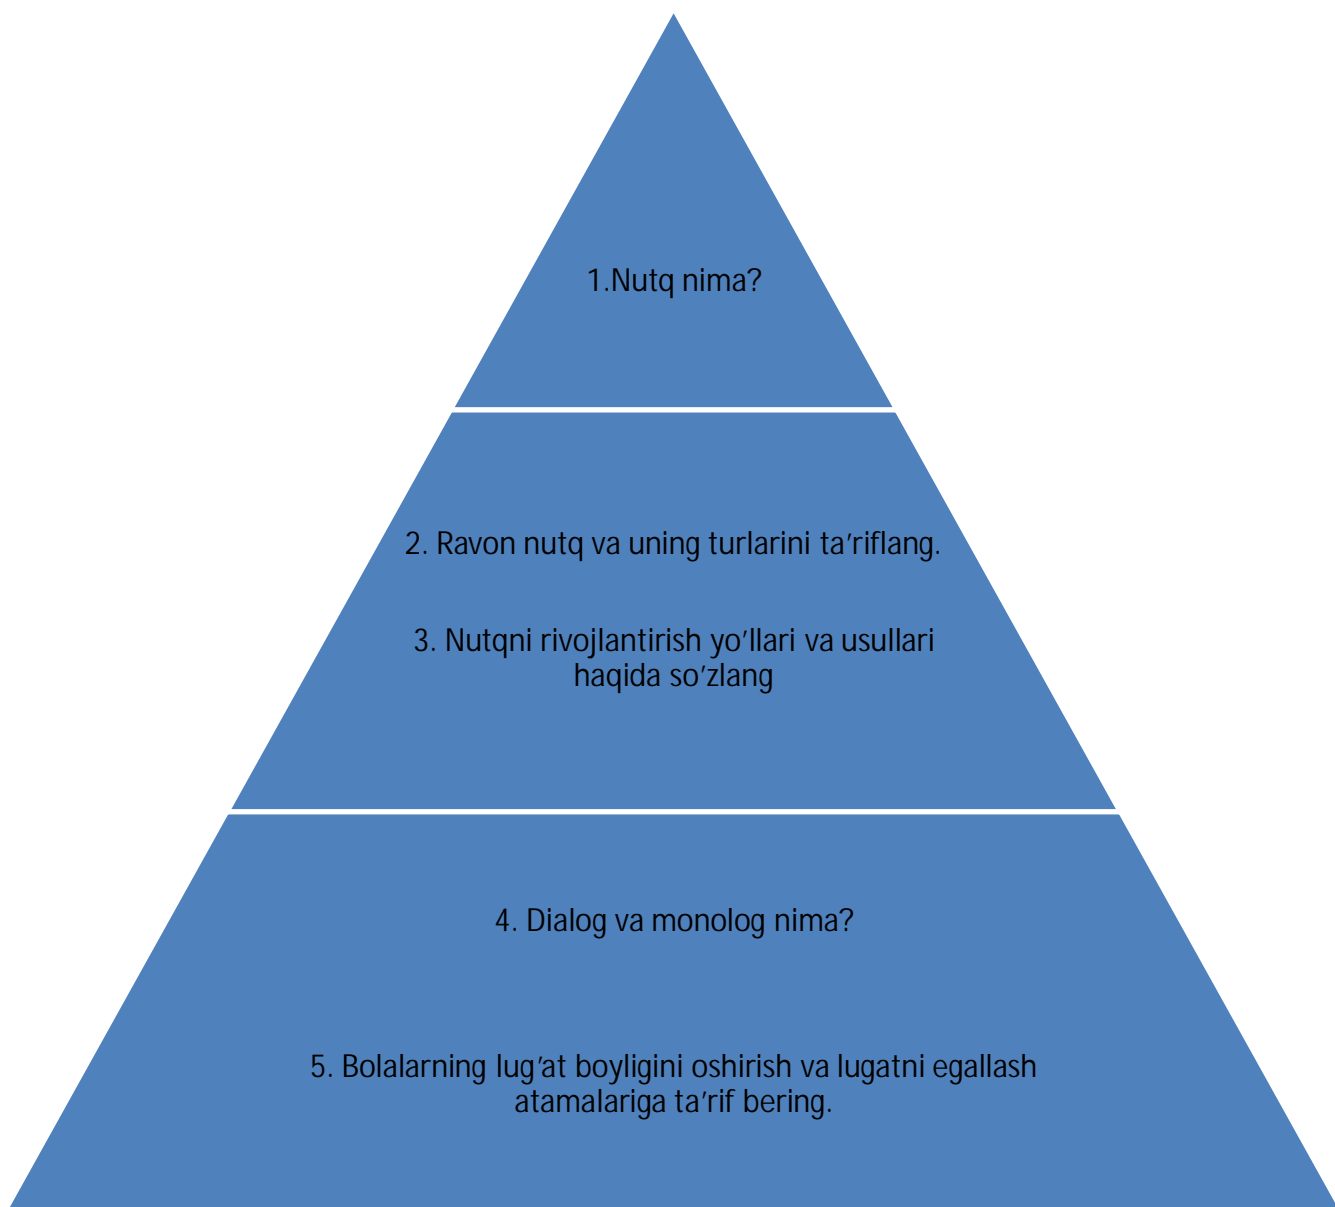 1.Nutq nima?
2. Ravon nutq va uning turlarini ta’riflang.
3. Nutqni rivojlantirish yo’llari va usullari
haqida so’zlang
4. Dialog va monolog nima?
5. Bolalarning lug’at boyligini oshirish va lugatni egallash
atamalariga ta’rif bering.